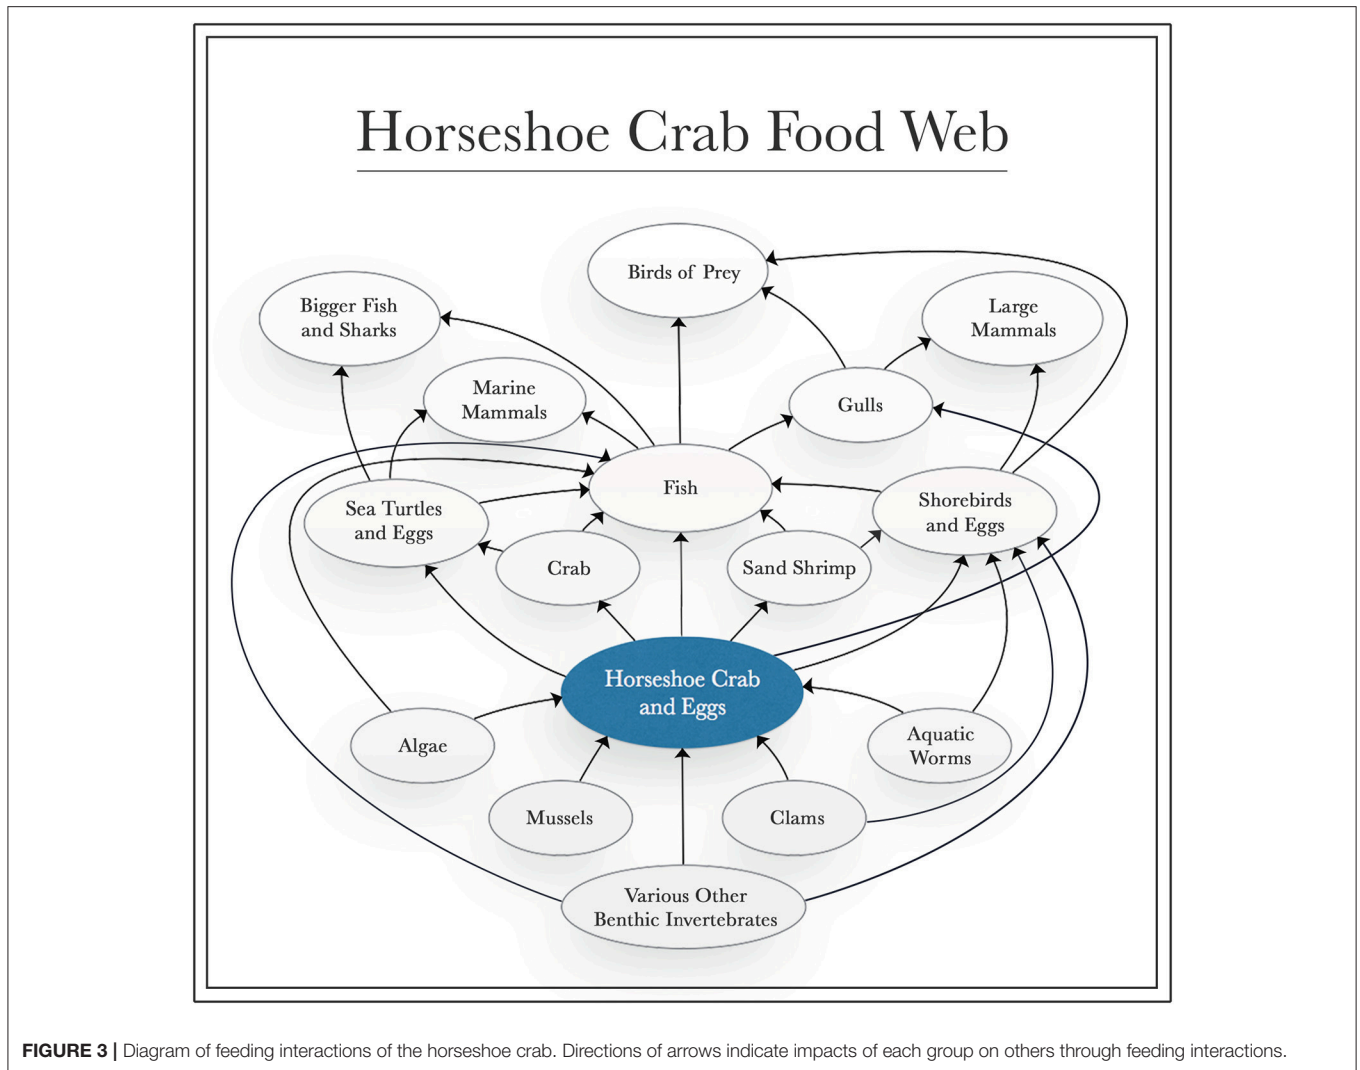 Horseshoe Crab Food Web
Birds of Prey
Bigger Fish
and Sharks
Large
Mammals
Marine
Mammals
Gulls
Fish
Sea Turtles
and Eggs
Shorebirds
and Eggs
Crab
Sand Shrimp
Horseshoe Crab
and Eggs
Algae
Aquatic
Worms
Mussels
Clams
Various Other
Benthic Invertebrates
FIGURE 3 | Diagram of feeding interactions of the horseshoe crab. Directions of arrows indicate impacts of each group on others through feeding interactions.